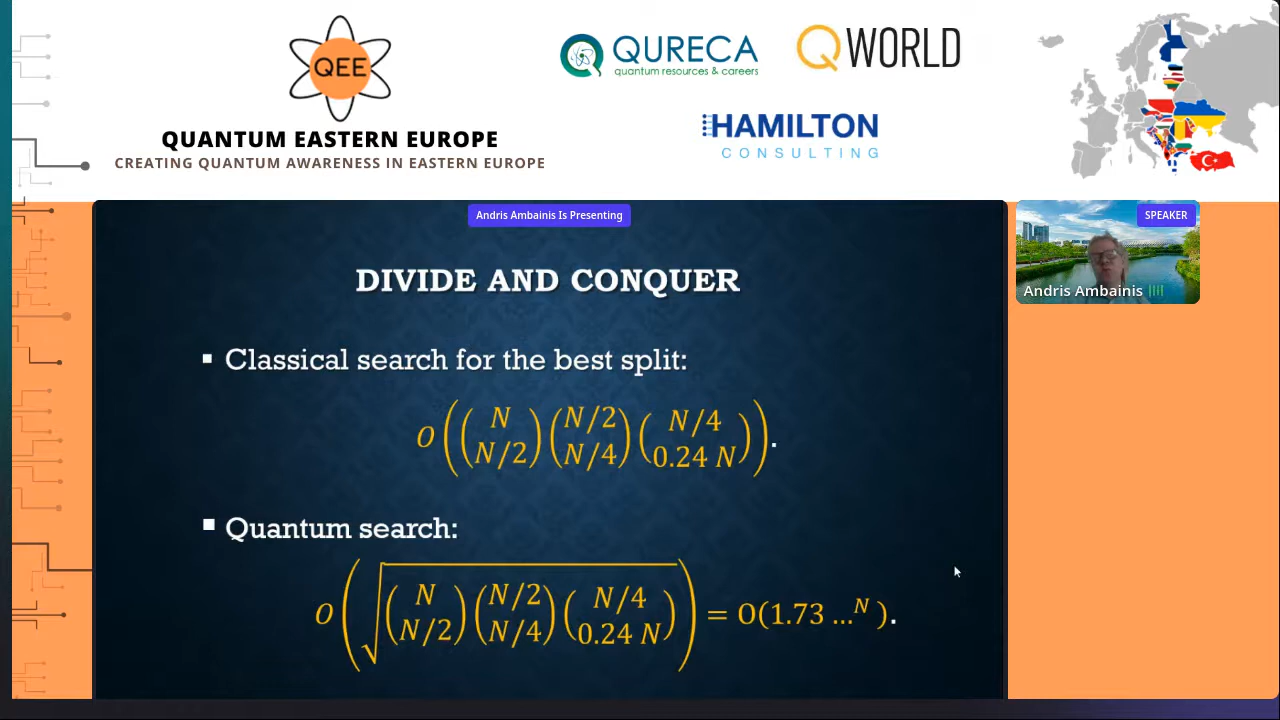 QEE
QUANTUM EASTERN EUROPE
CREATING QUANTUM AWARENESS IN EASTERN EUROPE
QURECA
quantum resources & careers
QWORLD
HAMILTON
CONSULTING
Andris Ambainis Is Presenting
SPEAKER
Andris Ambainis
DIVIDE AND CONQUER
▪ Classical search for the best split:
O((N N/2)(N/2 N/4)(N/4 0.24 N)).
▪ Quantum search:
O(√(N N/2)(N/2 N/4)(N/4 0.24 N)) = O(1.73 …^N).